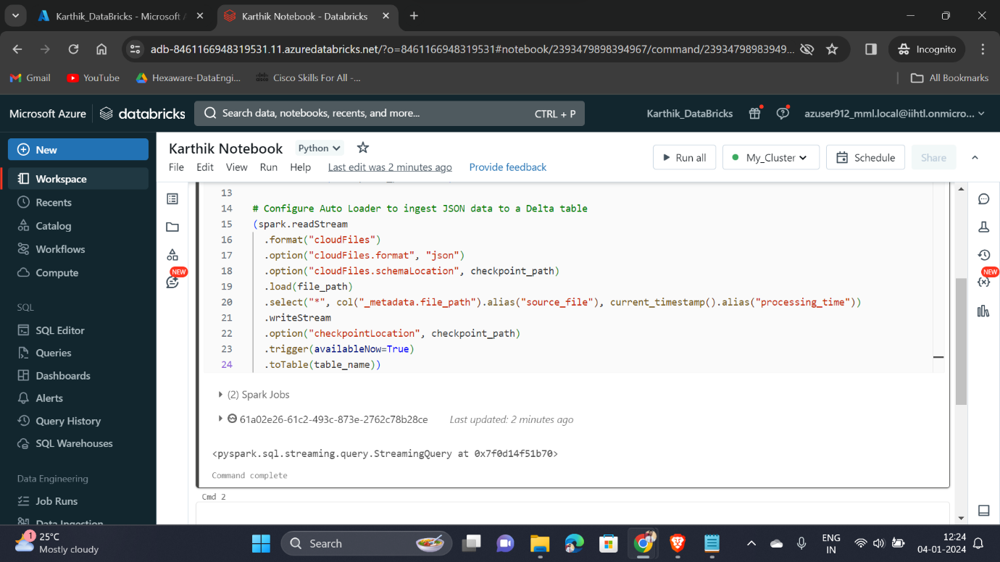 Karthik_DataBricks - Microsoft A
Karthik Notebook - Databricks
adb-8461166948319531.11.azuredatabricks.net/?o=8461166948319531#notebook/2393479898394967/command/23934798983949...
Incognito
Gmail
YouTube
Hexaware-DataEngi...
Cisco Skills For All -...
All Bookmarks
Microsoft Azure
databricks
Search data, notebooks, recents, and more...
CTRL + P
Karthik_DataBricks
azuser912_mml.local@iihtl.onmicro...
New
Workspace
Recents
Catalog
Workflows
Compute
SQL
SQL Editor
Queries
Dashboards
Alerts
Query History
SQL Warehouses
Data Engineering
Job Runs
Data Ingestion
Karthik Notebook
Python
File Edit View Run Help Last edit was 2 minutes ago Provide feedback
Run all
My_Cluster
Schedule
Share
NEW
NEW
13
14 # Configure Auto Loader to ingest JSON data to a Delta table
15 (spark.readStream
16 .format("cloudFiles")
17 .option("cloudFiles.format", "json")
18 .option("cloudFiles.schemaLocation", checkpoint_path)
19 .load(file_path)
20 .select("*", col("_metadata.file_path").alias("source_file"), current_timestamp().alias("processing_time"))
21 .writeStream
22 .option("checkpointLocation", checkpoint_path)
23 .trigger(availableNow=True)
24 .toTable(table_name))
(2) Spark Jobs
61a02e26-61c2-493c-873e-2762c78b28ce Last updated: 2 minutes ago
<pyspark.sql.streaming.query.StreamingQuery at 0x7f0d14f51b70>
Command complete
Cmd 2
1
25°C
Mostly cloudy
Search
ENG
IN
12:24
04-01-2024